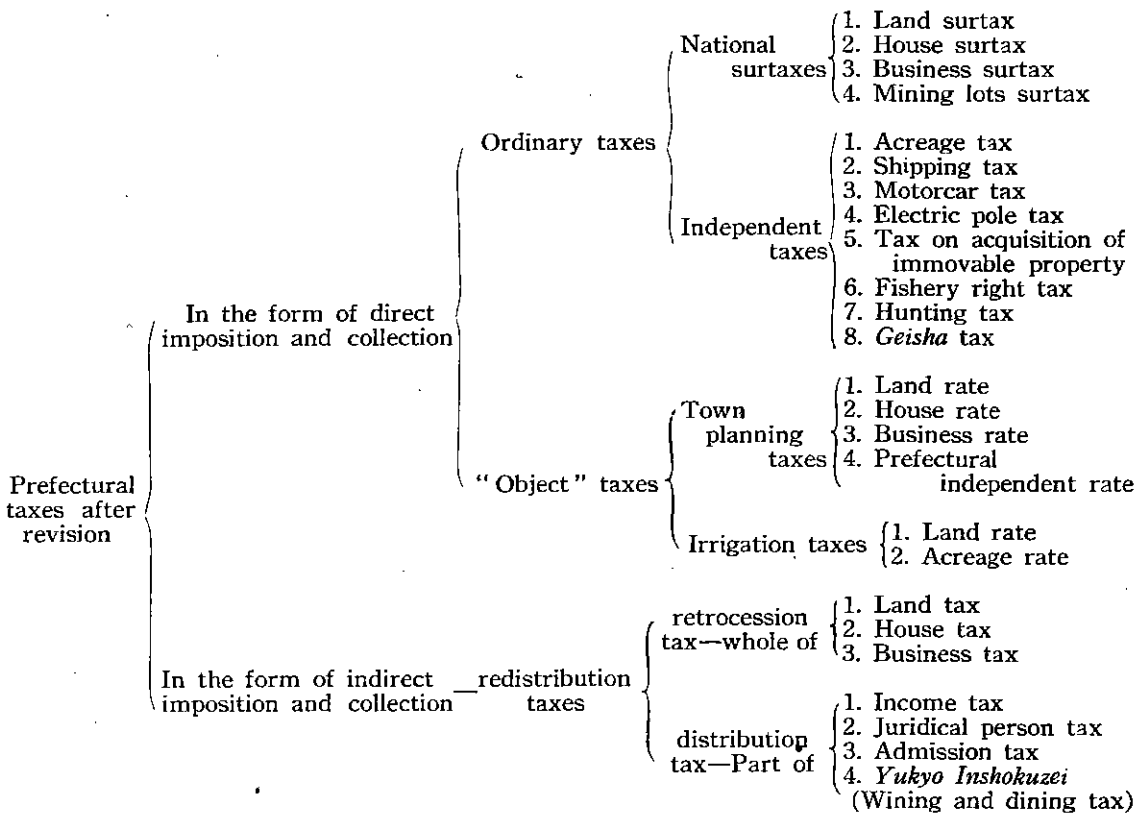 Prefectural
taxes after
revision
In the form of direct
imposition and collection
Ordinary taxes
National
surtaxes
1. Land surtax
2. House surtax
3. Business surtax
4. Mining lots surtax
Independent
taxes
1. Acreage tax
2. Shipping tax
3. Motorcar tax
4. Electric pole tax
5. Tax on acquisition of
immovable property
6. Fishery right tax
7. Hunting tax
8. Geisha tax
"Object" taxes
Town
planning
taxes
1. Land rate
2. House rate
3. Business rate
4. Prefectural
independent rate
Irrigation taxes
1. Land rate
2. Acreage rate
In the form of indirect
imposition and collection
—redistribution
taxes
retrocession
tax—whole of
1. Land tax
2. House tax
3. Business tax
distribution
tax—Part of
1. Income tax
2. Juridical person tax
3. Admission tax
4. Yukyo Inshokuzei
(Wining and dining tax)